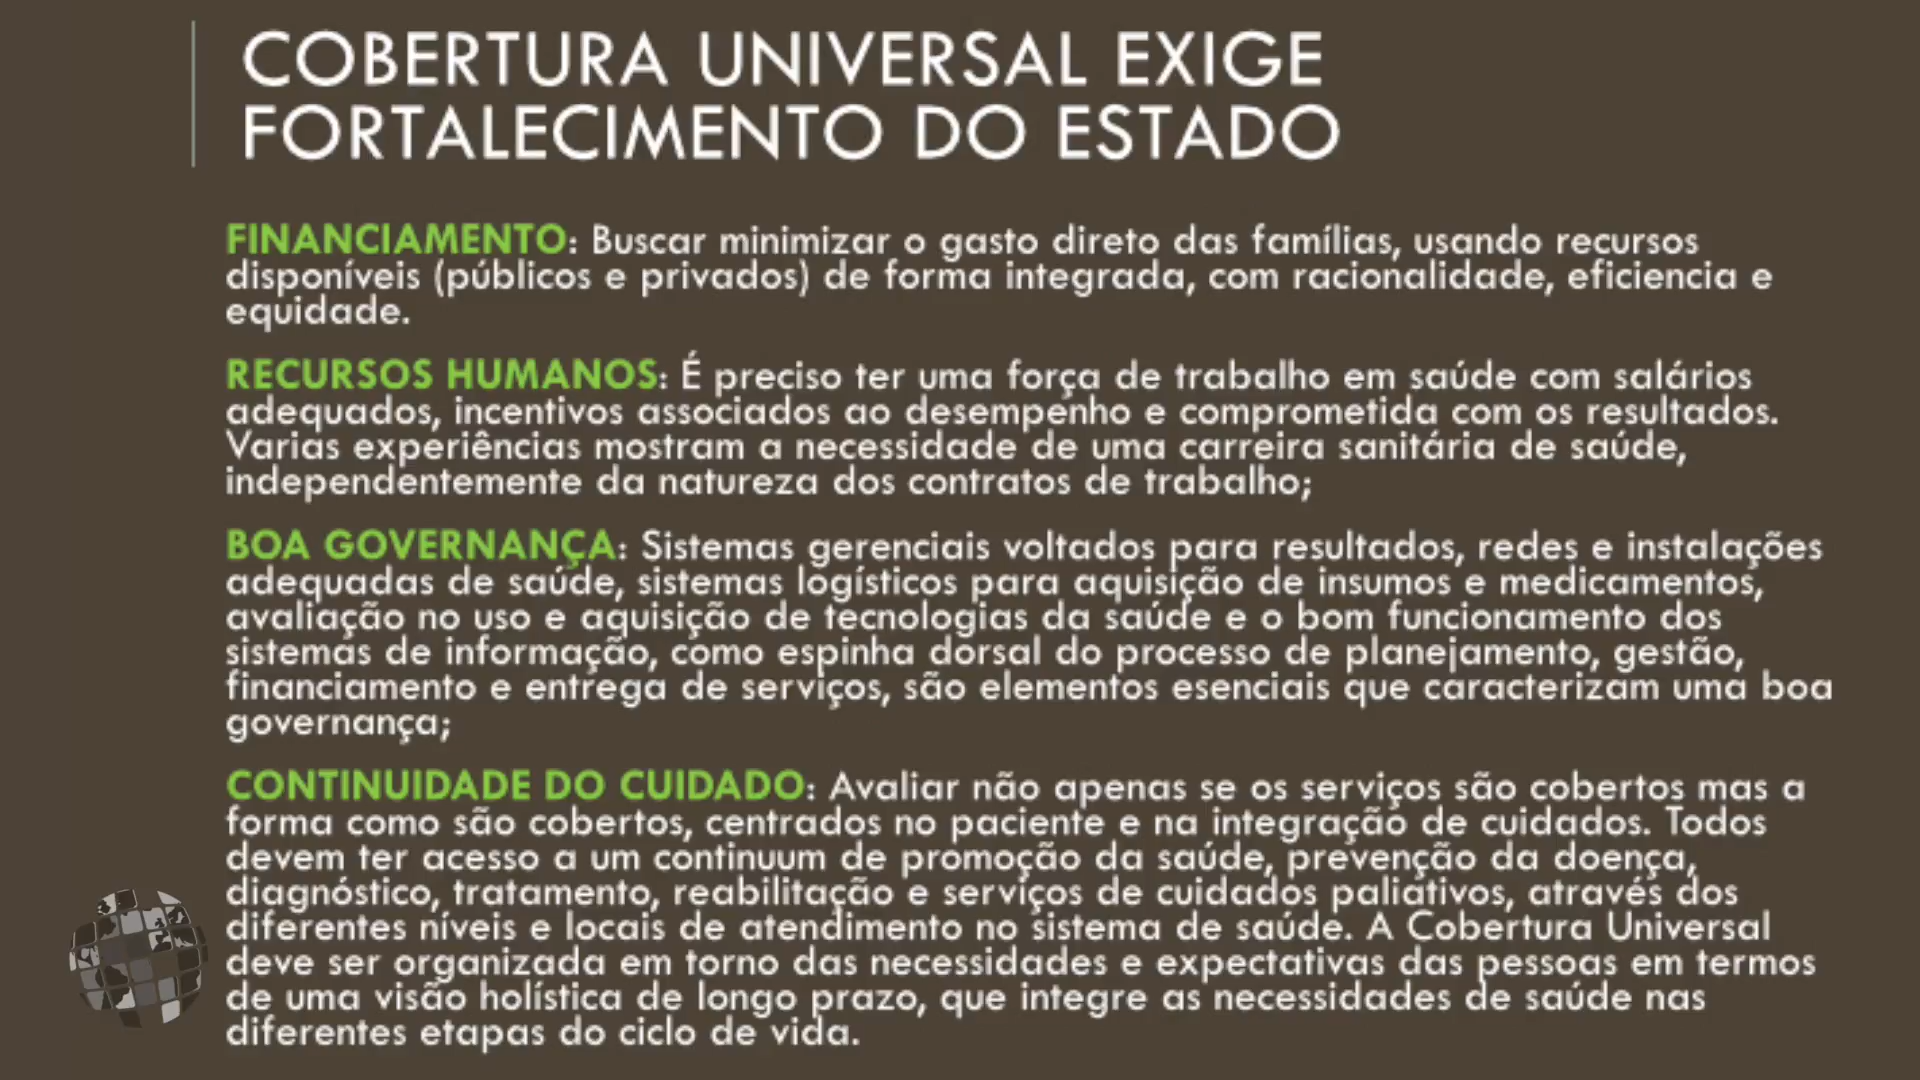 COBERTURA UNIVERSAL EXIGE
FORTALECIMENTO DO ESTADO
FINANCIAMENTO: Buscar minimizar o gasto direto das famílias, usando recursos
disponíveis (públicos e privados) de forma integrada, com racionalidade, eficiencia e
equidade.
RECURSOS HUMANOS: É preciso ter uma força de trabalho em saúde com salários
adequados, incentivos associados ao desempenho e comprometida com os resultados.
Varias experiências mostram a necessidade de uma carreira sanitária de saúde,
independentemente da natureza dos contratos de trabalho;
BOA GOVERNANÇA: Sistemas gerenciais voltados para resultados, redes e instalações
adequadas de saúde, sistemas logísticos para aquisição de insumos e medicamentos,
avaliação no uso e aquisição de tecnologias da saúde e o bom funcionamento dos
sistemas de informação, como espinha dorsal do processo de planejamento, gestão,
financiamento e entrega de serviços, são elementos esenciais que caracterizam uma boa
governança;
CONTINUIDADE DO CUIDADO: Avaliar não apenas se os serviços são cobertos mas a
forma como são cobertos, centrados no paciente e na integração de cuidados. Todos
devem ter acesso a um continuum de promoção da saúde, prevenção da doença,
diagnóstico, tratamento, reabilitação e serviços de cuidados paliativos, através dos
diferentes níveis e locais de atendimento no sistema de saúde. A Cobertura Universal
deve ser organizada em torno das necessidades e expectativas das pessoas em termos
de uma visão holística de longo prazo, que integre as necessidades de saúde nas
diferentes etapas do ciclo de vida.